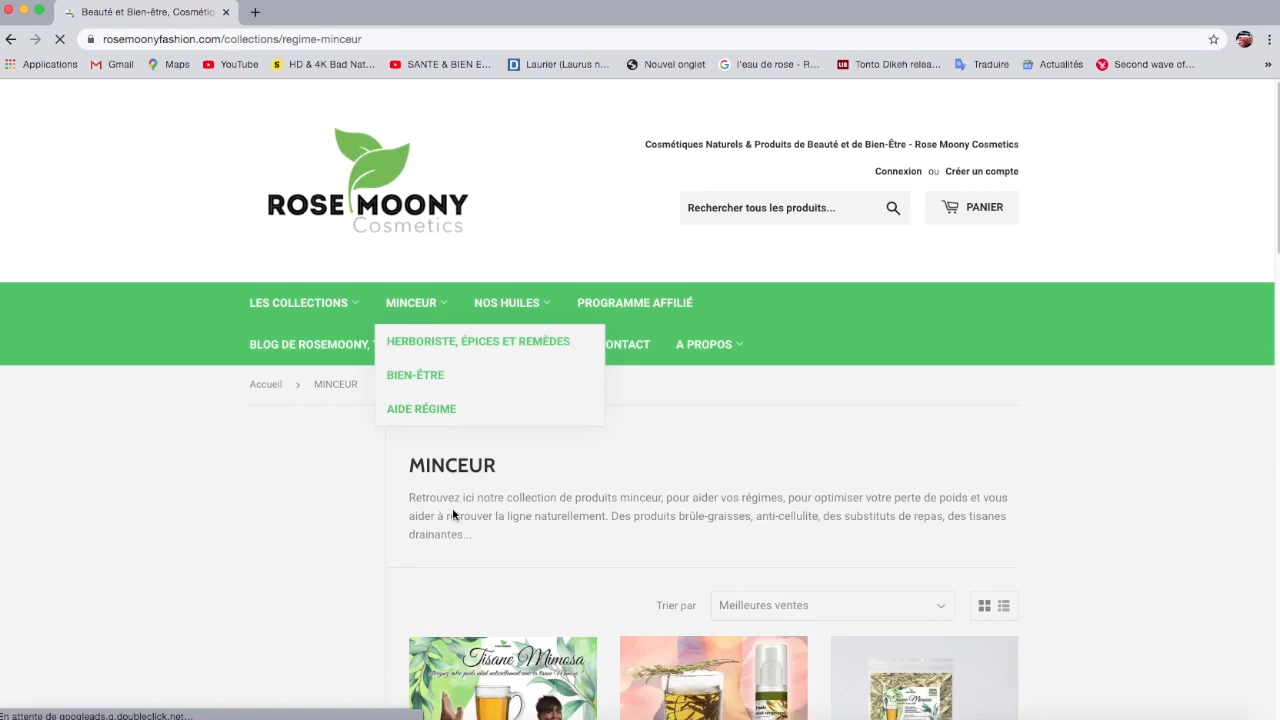 Beauté et Bien-être, Cosmétiq
rosemoonyfashion.com/collections/regime-minceur
Applications Gmail Maps YouTube HD & 4K Bad Nat... SANTE & BIEN E... Laurier (Laurus n... Nouvel onglet l'eau de rose - R... Tonto Dikeh relea... Traduire Actualités Second wave of... »
Cosmétiques Naturels & Produits de Beauté et de Bien-Être - Rose Moony Cosmetics
Connexion ou Créer un compte
ROSE MOONY
Cosmetics
Rechercher tous les produits... PANIER
LES COLLECTIONS MINCEUR NOS HUILES PROGRAMME AFFILIÉ
BLOG DE ROSEMOONY, ONTACT A PROPOS
HERBORISTE, ÉPICES ET REMÈDES
BIEN-ÊTRE
AIDE RÉGIME
Accueil › MINCEUR
MINCEUR
Retrouvez ici notre collection de produits minceur, pour aider vos régimes, pour optimiser votre perte de poids et vous
aider à retrouver la ligne naturellement. Des produits brûle-graisses, anti-cellulite, des substituts de repas, des tisanes
drainantes...
Trier par Meilleures ventes
Tisane Mimosa
Tisane Mimosa
En attente de googleads.g.doubleclick.net...